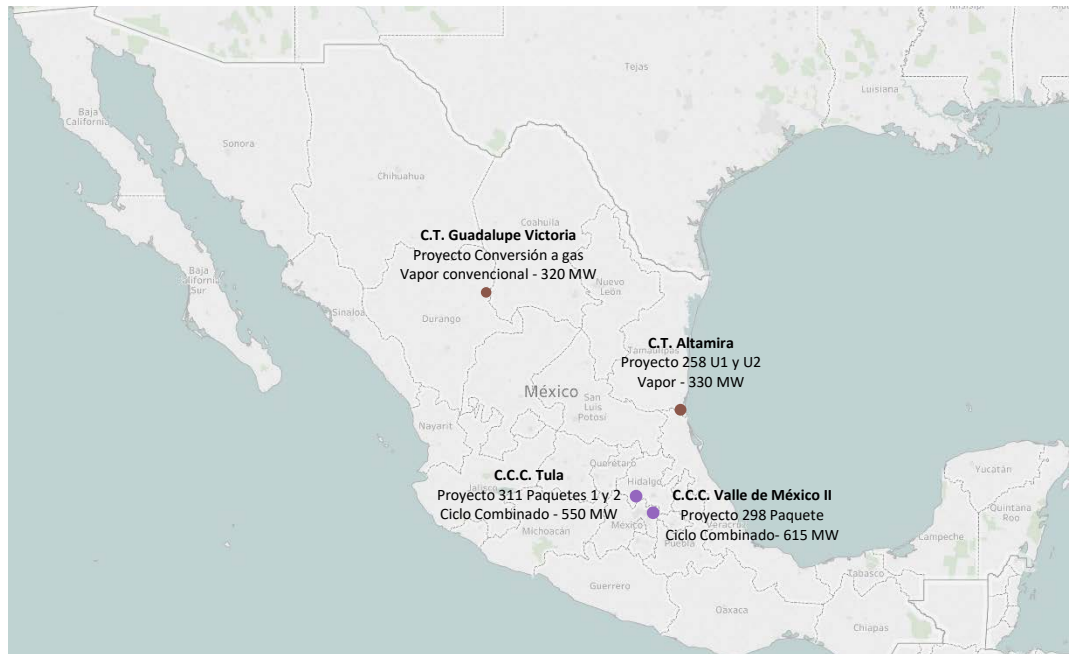 Misisipi
Tejas
Luisiana
Baja
California
Sonora
Chihuahua
Coahuila
C.T. Guadalupe Victoria
Proyecto Conversión a gas
Vapor convencional - 320 MW
Baja
California
Sur
Nuevo
León
Sinaloa
Durango
C.T. Altamira
Tamaulipas
Proyecto 258 U1 y U2
Vapor - 330 MW
México
San
Luis
Potosí
Nayarit
C.C.C. Tula
Proyecto 311 Paquetes 1 y 2
Ciclo Combinado - 550 MW
Querétaro
Hidalgo
Jalisco
C.C.C. Valle de México II
Proyecto 298 Paquete
Ciclo Combinado- 615 MW
México
Veracruz
Michoacán
Puebla
Yucatán
Quintana
Roo
Campeche
Tabasco
Guerrero
Oaxaca
Chiapas